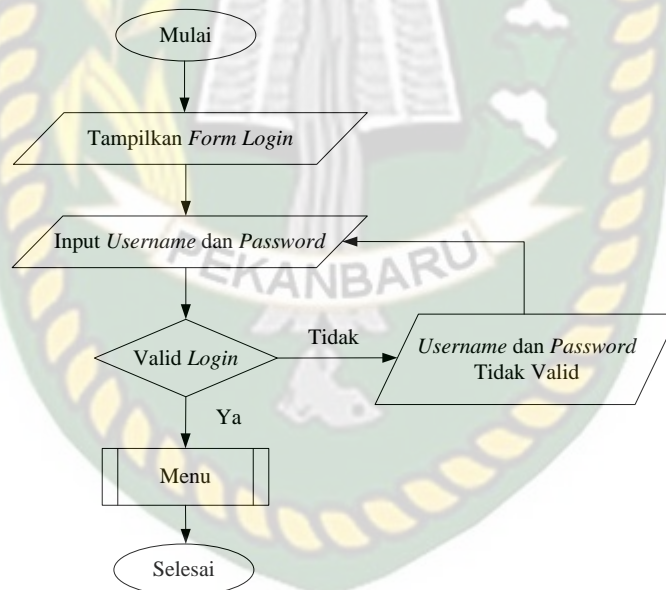 Mulai
Tampilkan Form Login
Input Username dan Password
PEKANBARU
Valid Login
Tidak
Username dan Password
Tidak Valid
Ya
Menu
Selesai